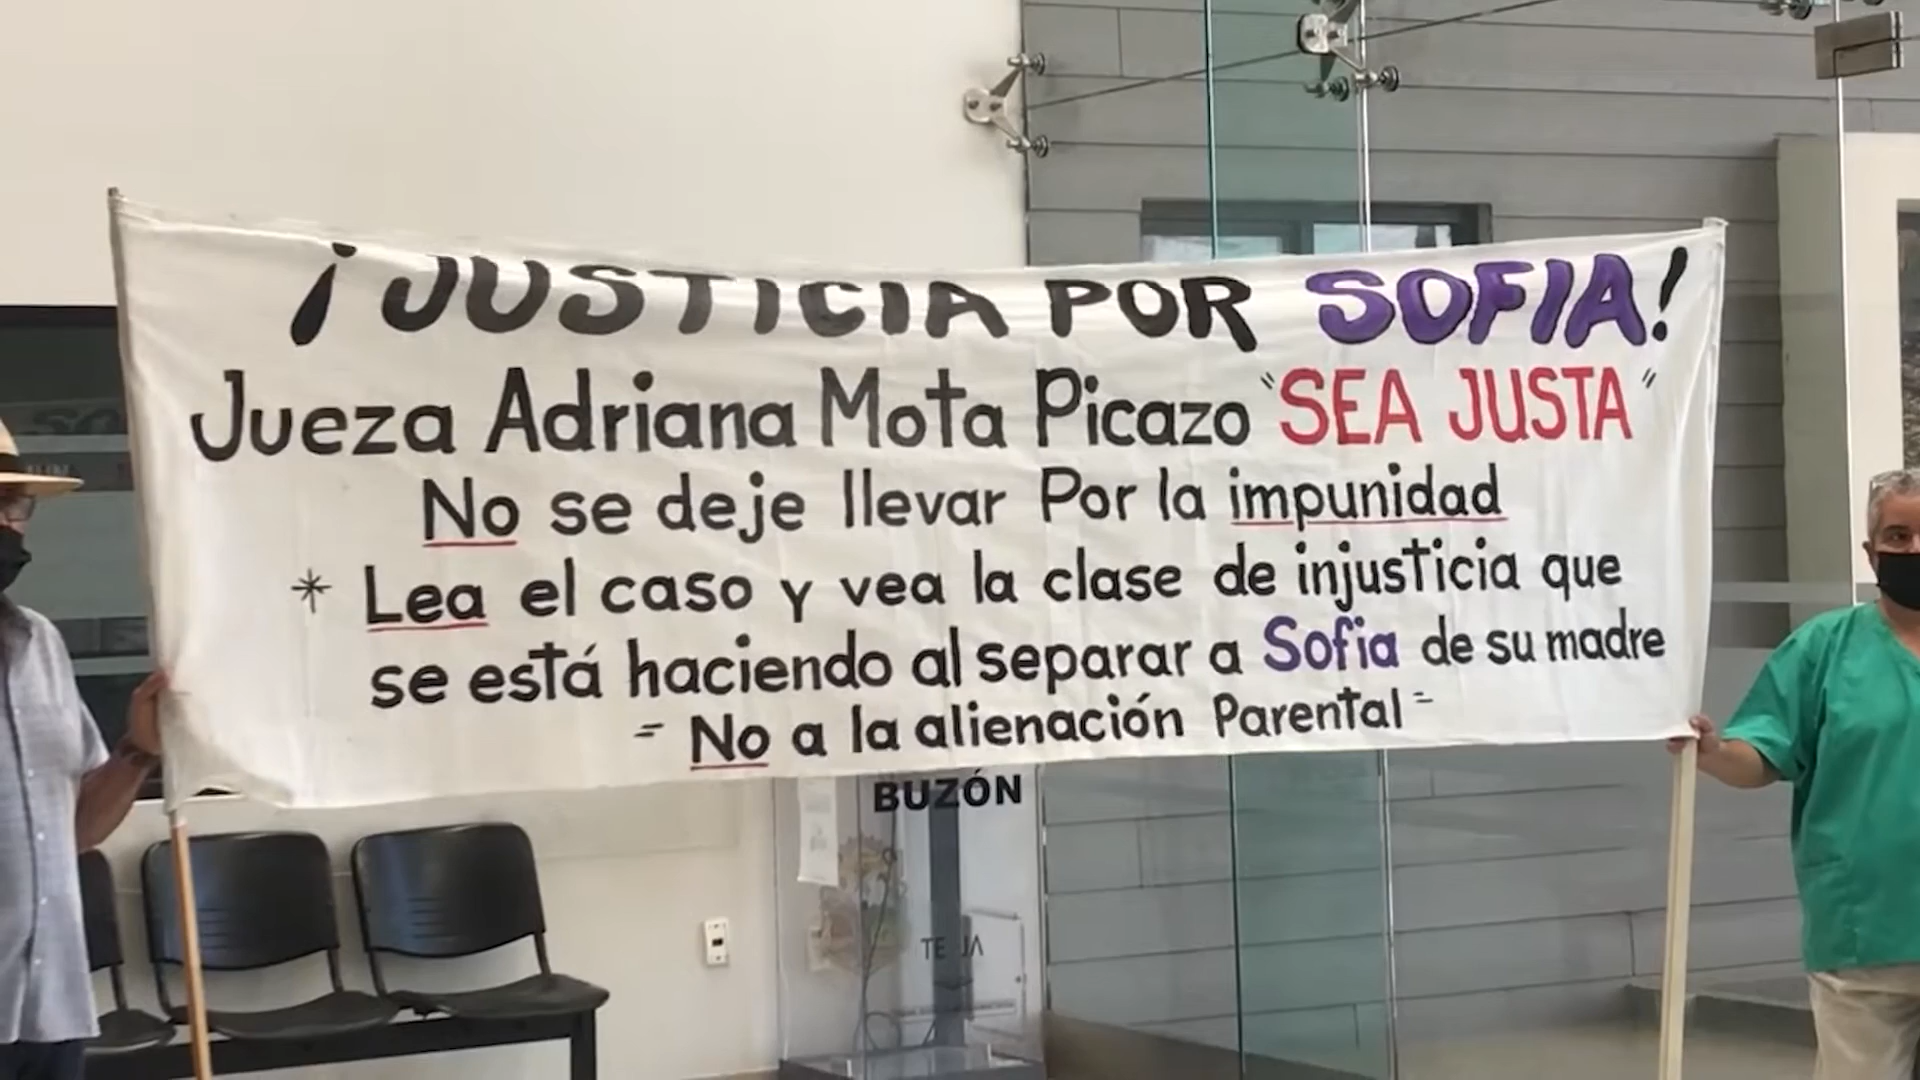 ¡JUSTICIA POR SOFIA!
Jueza Adriana Mota Picazo "SEA JUSTA"
No se deje llevar Por la impunidad
* Lea el caso y vea la clase de injusticia que
se está haciendo al separar a Sofia de su madre
= No a la alienación Parental =
BUZÓN